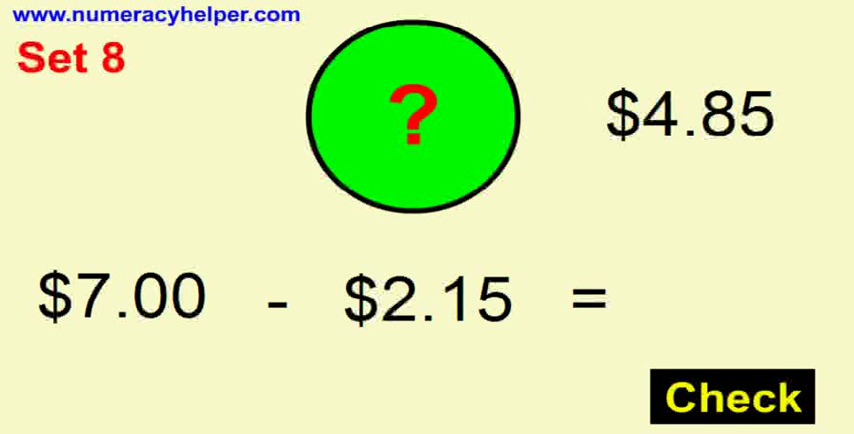 www.numeracyhelper.com
Set 8
?
$4.85
$7.00 - $2.15 =
Check